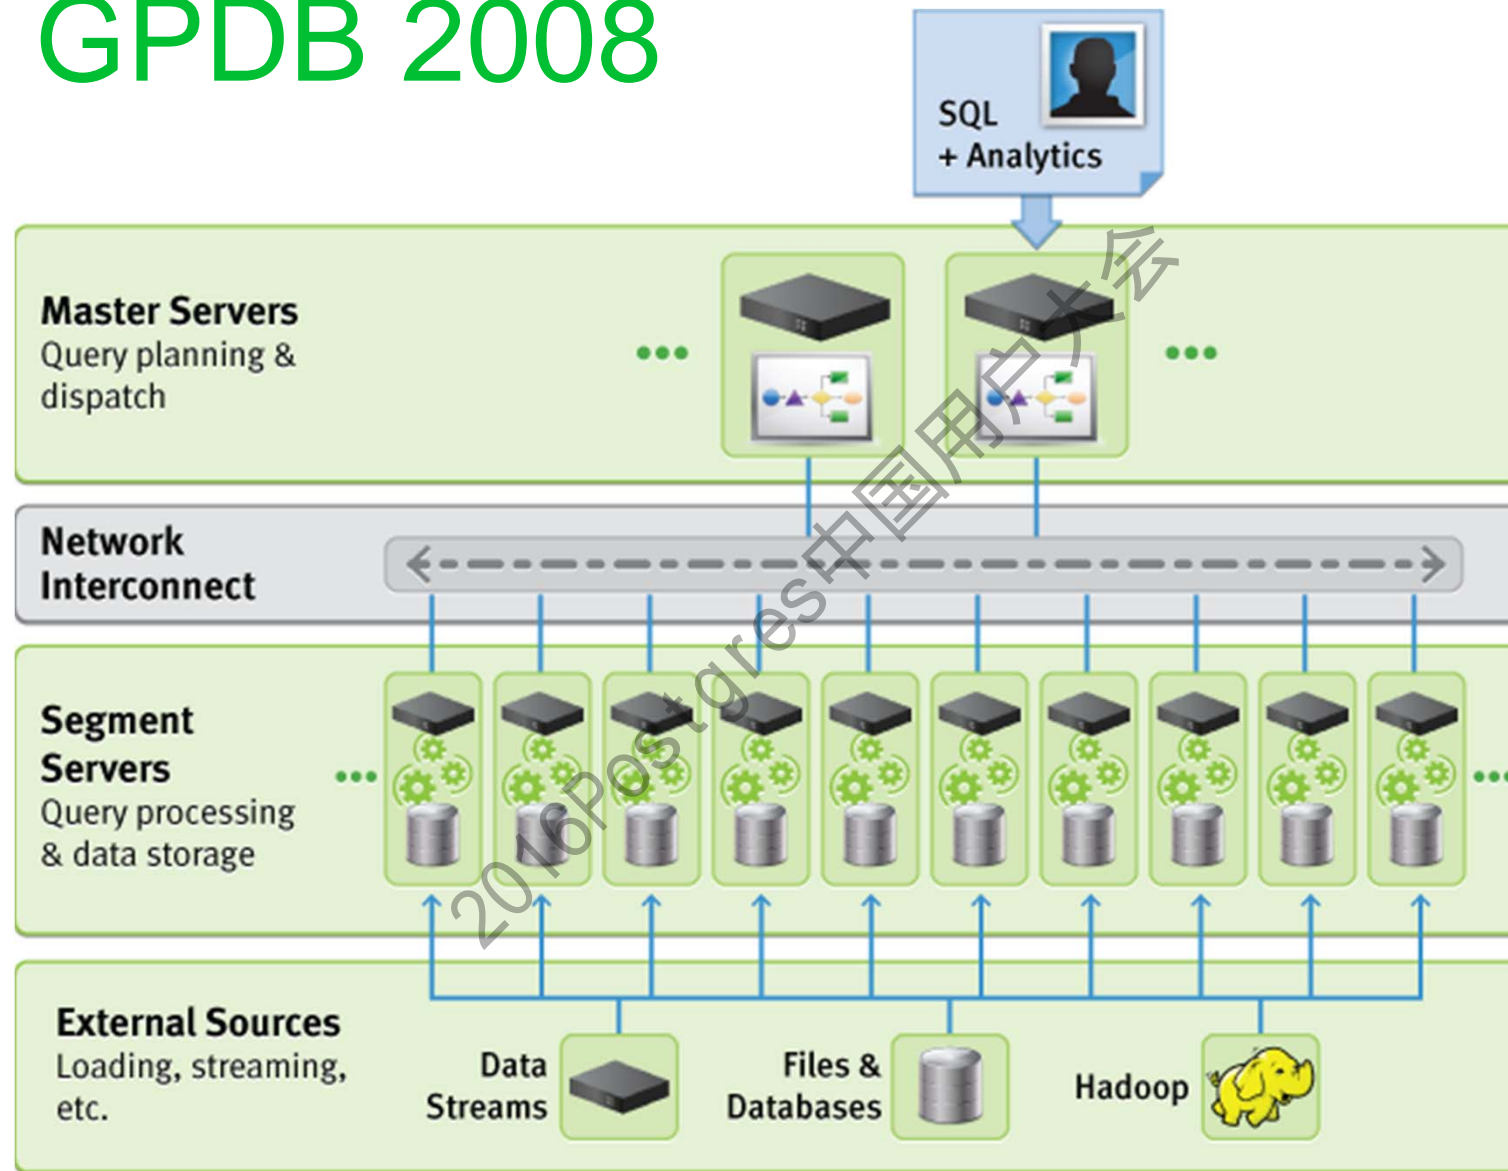 GPDB 2008
SQL
+ Analytics
Master Servers
Query planning &
dispatch
Network
Interconnect
Segment
Servers
Query processing
& data storage
External Sources
Loading, streaming,
etc.
Data
Streams
Files &
Databases
Hadoop
2016Postgres中国用户大会